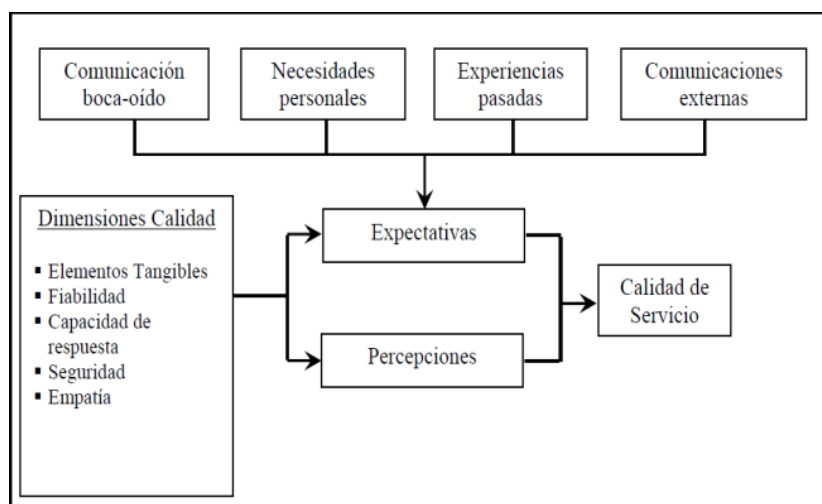 Comunicación
boca-oído
Necesidades
personales
Experiencias
pasadas
Comunicaciones
externas
Dimensiones Calidad
▪ Elementos Tangibles
▪ Fiabilidad
▪ Capacidad de
respuesta
▪ Seguridad
▪ Empatía
Expectativas
Percepciones
Calidad de
Servicio